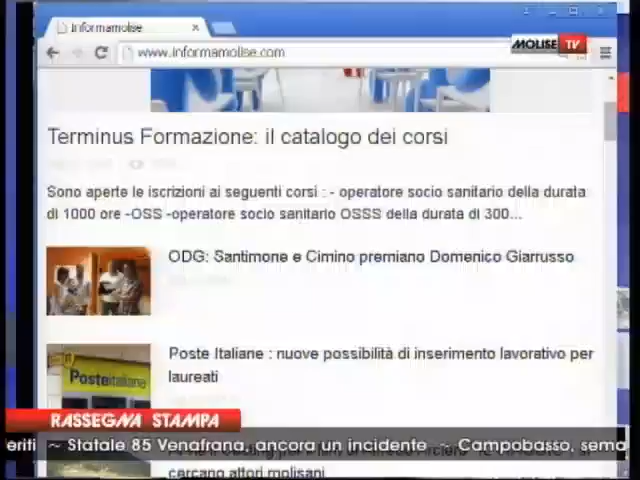 Informamolise
www.informamolise.com
MOLISE TV
Terminus Formazione: il catalogo dei corsi
Sono aperte le iscrizioni ai seguenti corsi : - operatore socio sanitario della durata
di 1000 ore -OSS -operatore socio sanitario OSSS della durata di 300...
ODG: Santimone e Cimino premiano Domenico Giarrusso
Poste Italiane : nuove possibilità di inserimento lavorativo per
laureati
Posteitaliane
RASSEGNA STAMPA
eriti ~ Statale 85 Venafrana, ancora un incidente ~ Campobasso, sema
cercano attori molisani